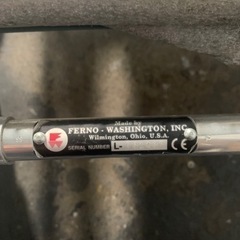 Made by
FERNO - WASHINGTON, INC
Wilmington, Ohio, U.S.A.
SERIAL NUMBER L- CE